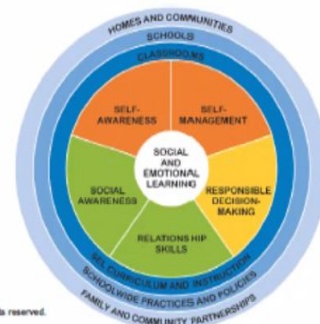 HOMES AND COMMUNITIES
SCHOOLS
CLASSROOMS
SELF-
AWARENESS
SELF-
MANAGEMENT
SOCIAL
AND
EMOTIONAL
LEARNING
SOCIAL
AWARENESS
RESPONSIBLE
DECISION-
MAKING
RELATIONSHIP
SKILLS
SEL CURRICULUM AND INSTRUCTION
SCHOOLWIDE PRACTICES AND POLICIES
FAMILY AND COMMUNITY PARTNERSHIPS
reserved.